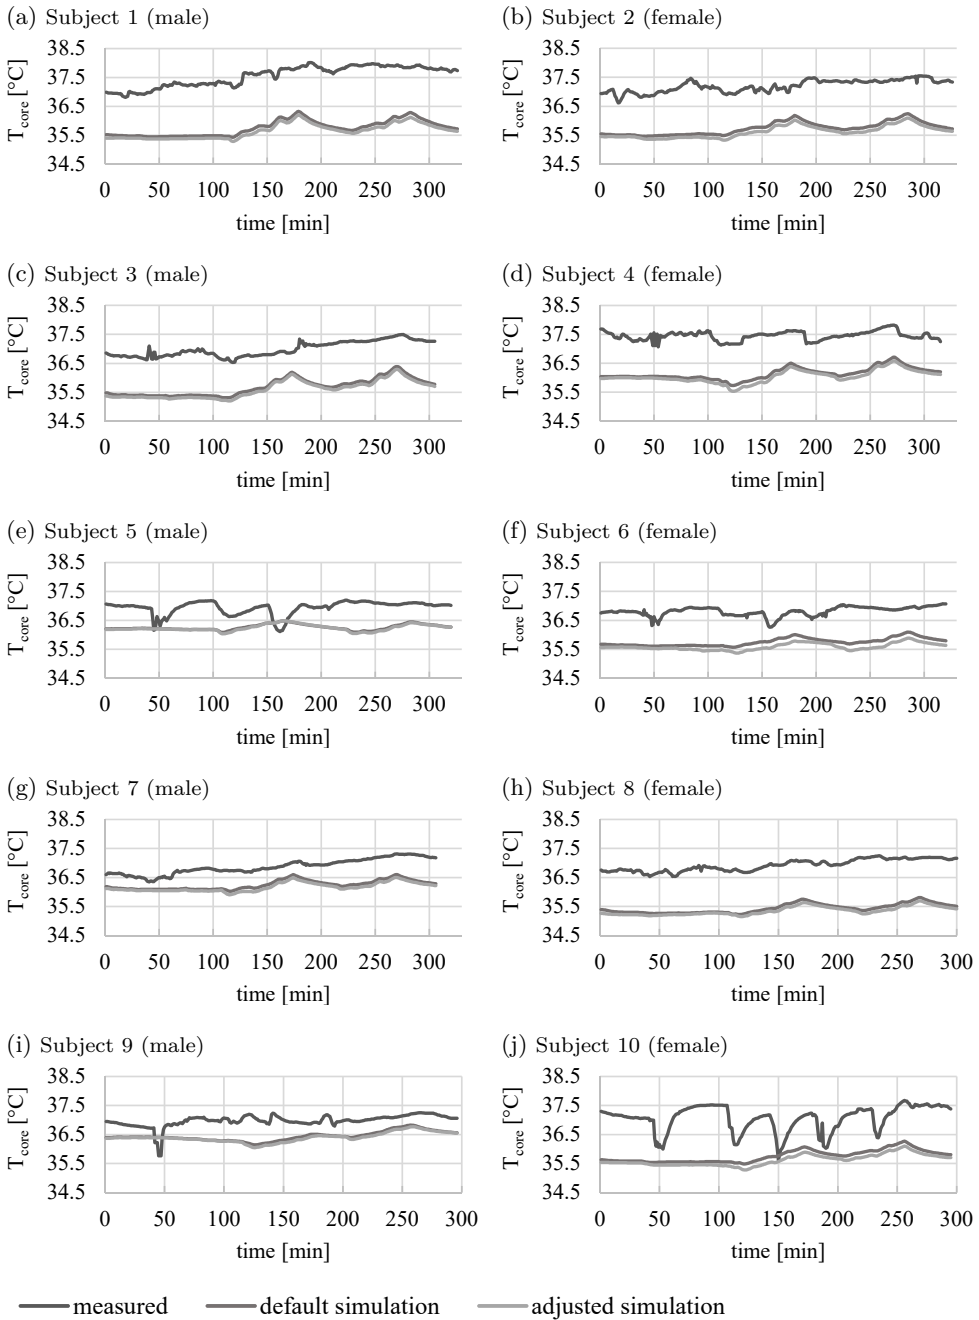 (a) Subject 1 (male)
(b) Subject 2 (female)
T_core [°C]
38.5
37.5
36.5
35.5
34.5
0 50 100 150 200 250 300
time [min]
T_core [°C]
38.5
37.5
36.5
35.5
34.5
0 50 100 150 200 250 300
time [min]
(c) Subject 3 (male)
(d) Subject 4 (female)
T_core [°C]
38.5
37.5
36.5
35.5
34.5
0 50 100 150 200 250 300
time [min]
T_core [°C]
38.5
37.5
36.5
35.5
34.5
0 50 100 150 200 250 300
time [min]
(e) Subject 5 (male)
(f) Subject 6 (female)
T_core [°C]
38.5
37.5
36.5
35.5
34.5
0 50 100 150 200 250 300
time [min]
T_core [°C]
38.5
37.5
36.5
35.5
34.5
0 50 100 150 200 250 300
time [min]
(g) Subject 7 (male)
(h) Subject 8 (female)
T_core [°C]
38.5
37.5
36.5
35.5
34.5
0 50 100 150 200 250 300
time [min]
T_core [°C]
38.5
37.5
36.5
35.5
34.5
0 50 100 150 200 250 300
time [min]
(i) Subject 9 (male)
(j) Subject 10 (female)
T_core [°C]
38.5
37.5
36.5
35.5
34.5
0 50 100 150 200 250 300
time [min]
T_core [°C]
38.5
37.5
36.5
35.5
34.5
0 50 100 150 200 250 300
time [min]
measured default simulation adjusted simulation